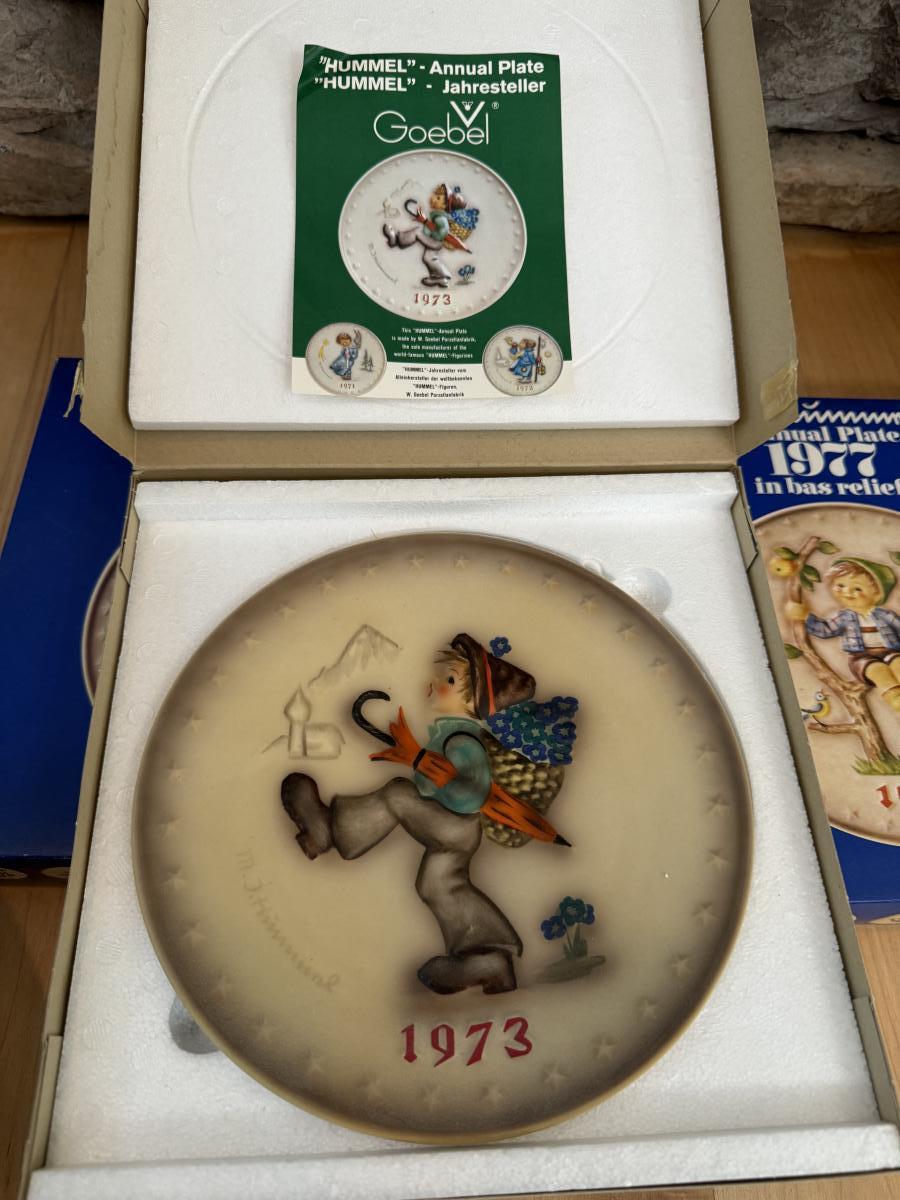 "HUMMEL" - Annual Plate
"HUMMEL" - Jahresteller
Goebel ®
M.J.Hummel
1973
This "HUMMEL"-Annual Plate
is made by W. Goebel Porzellanfabrik,
the sole manufacturer of the
world-famous "HUMMEL"-Figurines
1971
1972
"HUMMEL"-Jahresteller vom
Alleinhersteller der weltbekannten
"HUMMEL"-Figuren,
W. Goebel Porzellanfabrik
nual Plate
1977
in bas relief
M.J.Hummel
1973